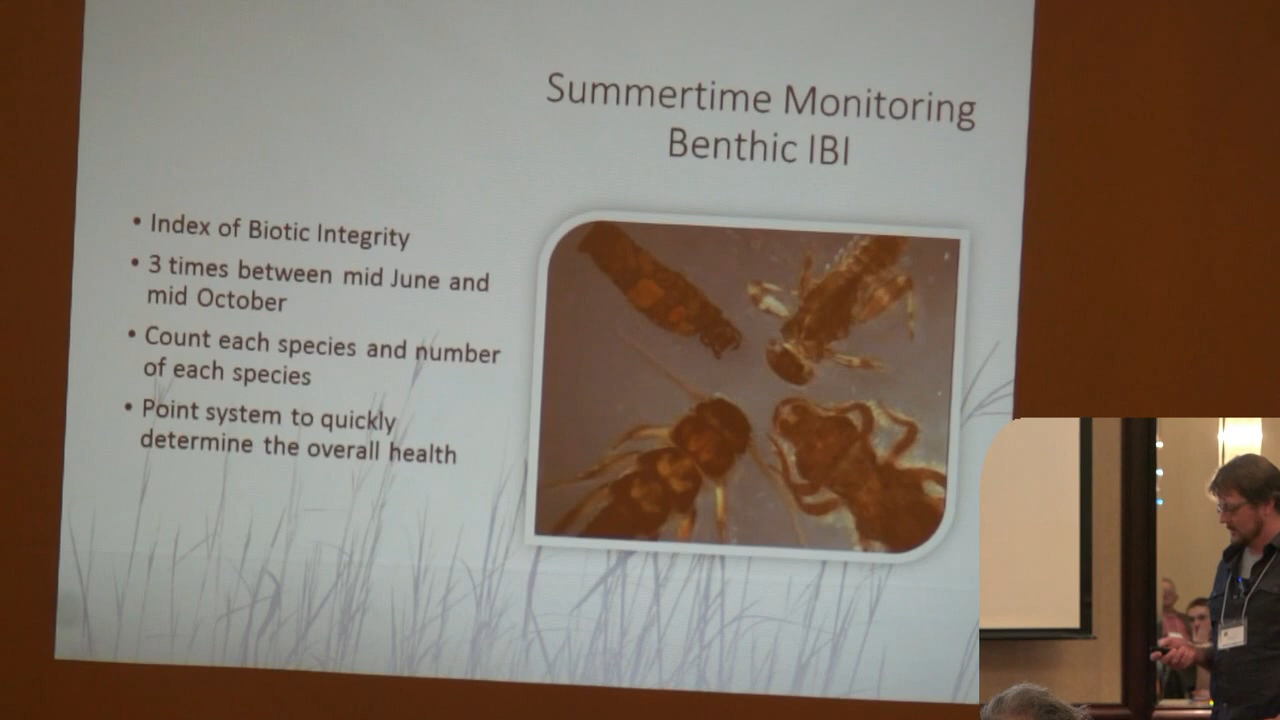 Summertime Monitoring
Benthic IBI
• Index of Biotic Integrity
• 3 times between mid June and
mid October
• Count each species and number
of each species
• Point system to quickly
determine the overall health